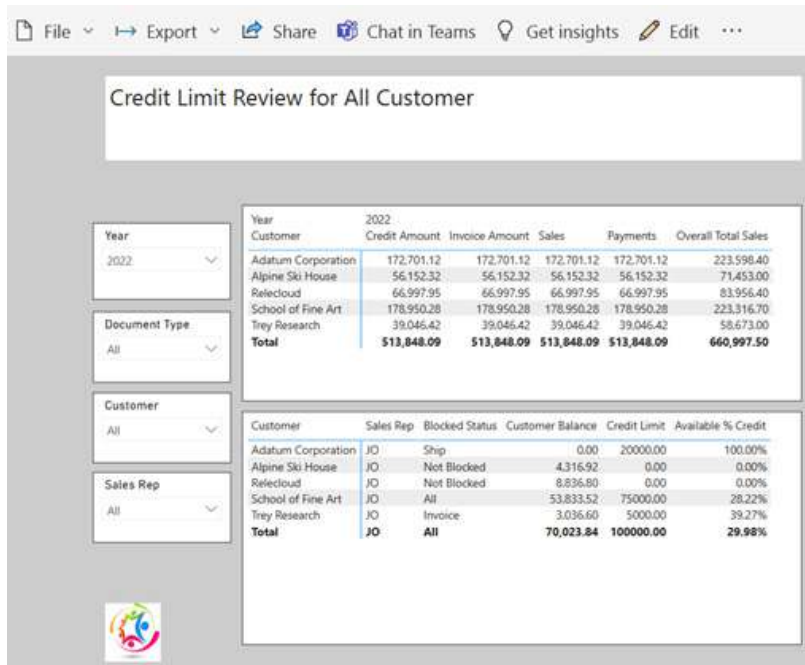 File Export Share Chat in Teams Get insights Edit ...
Credit Limit Review for All Customer
Year
2022
Document Type
All
Customer
All
Sales Rep
All
Year 2022
Customer Credit Amount Invoice Amount Sales Payments Overall Total Sales
Adatum Corporation 172,701.12 172,701.12 172,701.12 172,701.12 223,598.40
Alpine Ski House 56,152.32 56,152.32 56,152.32 56,152.32 71,453.00
Relecloud 66,997.95 66,997.95 66,997.95 66,997.95 83,956.40
School of Fine Art 178,950.28 178,950.28 178,950.28 178,950.28 223,316.70
Trey Research 39,046.42 39,046.42 39,046.42 39,046.42 58,673.00
Total 513,848.09 513,848.09 513,848.09 513,848.09 660,997.50
Customer Sales Rep Blocked Status Customer Balance Credit Limit Available % Credit
Adatum Corporation JO Ship 0.00 20000.00 100.00%
Alpine Ski House JO Not Blocked 4,316.92 0.00 0.00%
Relecloud JO Not Blocked 8,836.80 0.00 0.00%
School of Fine Art JO All 53,833.52 75000.00 28.22%
Trey Research JO Invoice 3,036.60 5000.00 39.27%
Total JO All 70,023.84 100000.00 29.98%